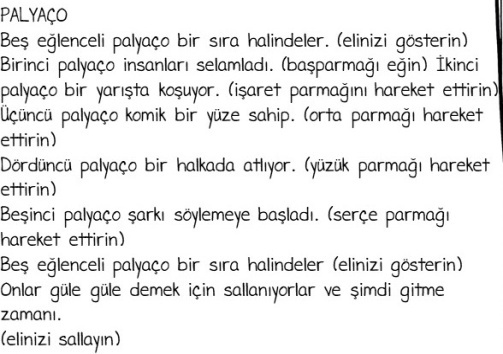 PALYAÇO
Beş eğlenceli palyaço bir sıra halindeler. (elinizi gösterin)
Birinci palyaço insanları selamladı. (başparmağı eğin) İkinci
palyaço bir yarışta koşuyor. (işaret parmağını hareket ettirin)
Üçüncü palyaço komik bir yüze sahip. (orta parmağı hareket
ettirin)
Dördüncü palyaço bir halkada atlıyor. (yüzük parmağı hareket
ettirin)
Beşinci palyaço şarkı söylemeye başladı. (serçe parmağı
hareket ettirin)
Beş eğlenceli palyaço bir sıra halindeler (elinizi gösterin)
Onlar güle güle demek için sallanıyorlar ve şimdi gitme
zamanı.
(elinizi sallayın)